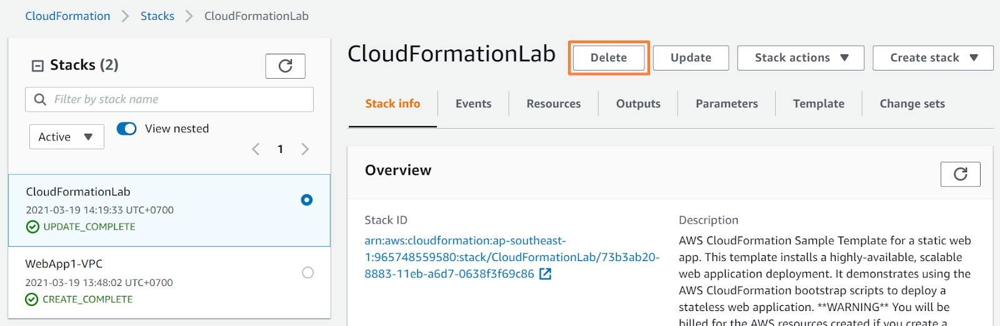 CloudFormation > Stacks > CloudFormationLab
Stacks (2)
Filter by stack name
Active
View nested
1
CloudFormationLab
2021-03-19 14:19:33 UTC+0700
UPDATE_COMPLETE
WebApp1-VPC
2021-03-19 13:48:02 UTC+0700
CREATE_COMPLETE
CloudFormationLab
Delete
Update
Stack actions
Create stack
Stack info
Events
Resources
Outputs
Parameters
Template
Change sets
Overview
Stack ID
arn:aws:cloudformation:ap-southeast-
1:965748559580:stack/CloudFormationLab/73b3ab20-
8883-11eb-a6d7-0638f3f69c86
Description
AWS CloudFormation Sample Template for a static web
app. This template installs a highly-available, scalable
web application deployment. It demonstrates using the
AWS CloudFormation bootstrap scripts to deploy a
stateless web application. **WARNING** You will be
billed for the AWS resources created if you create a